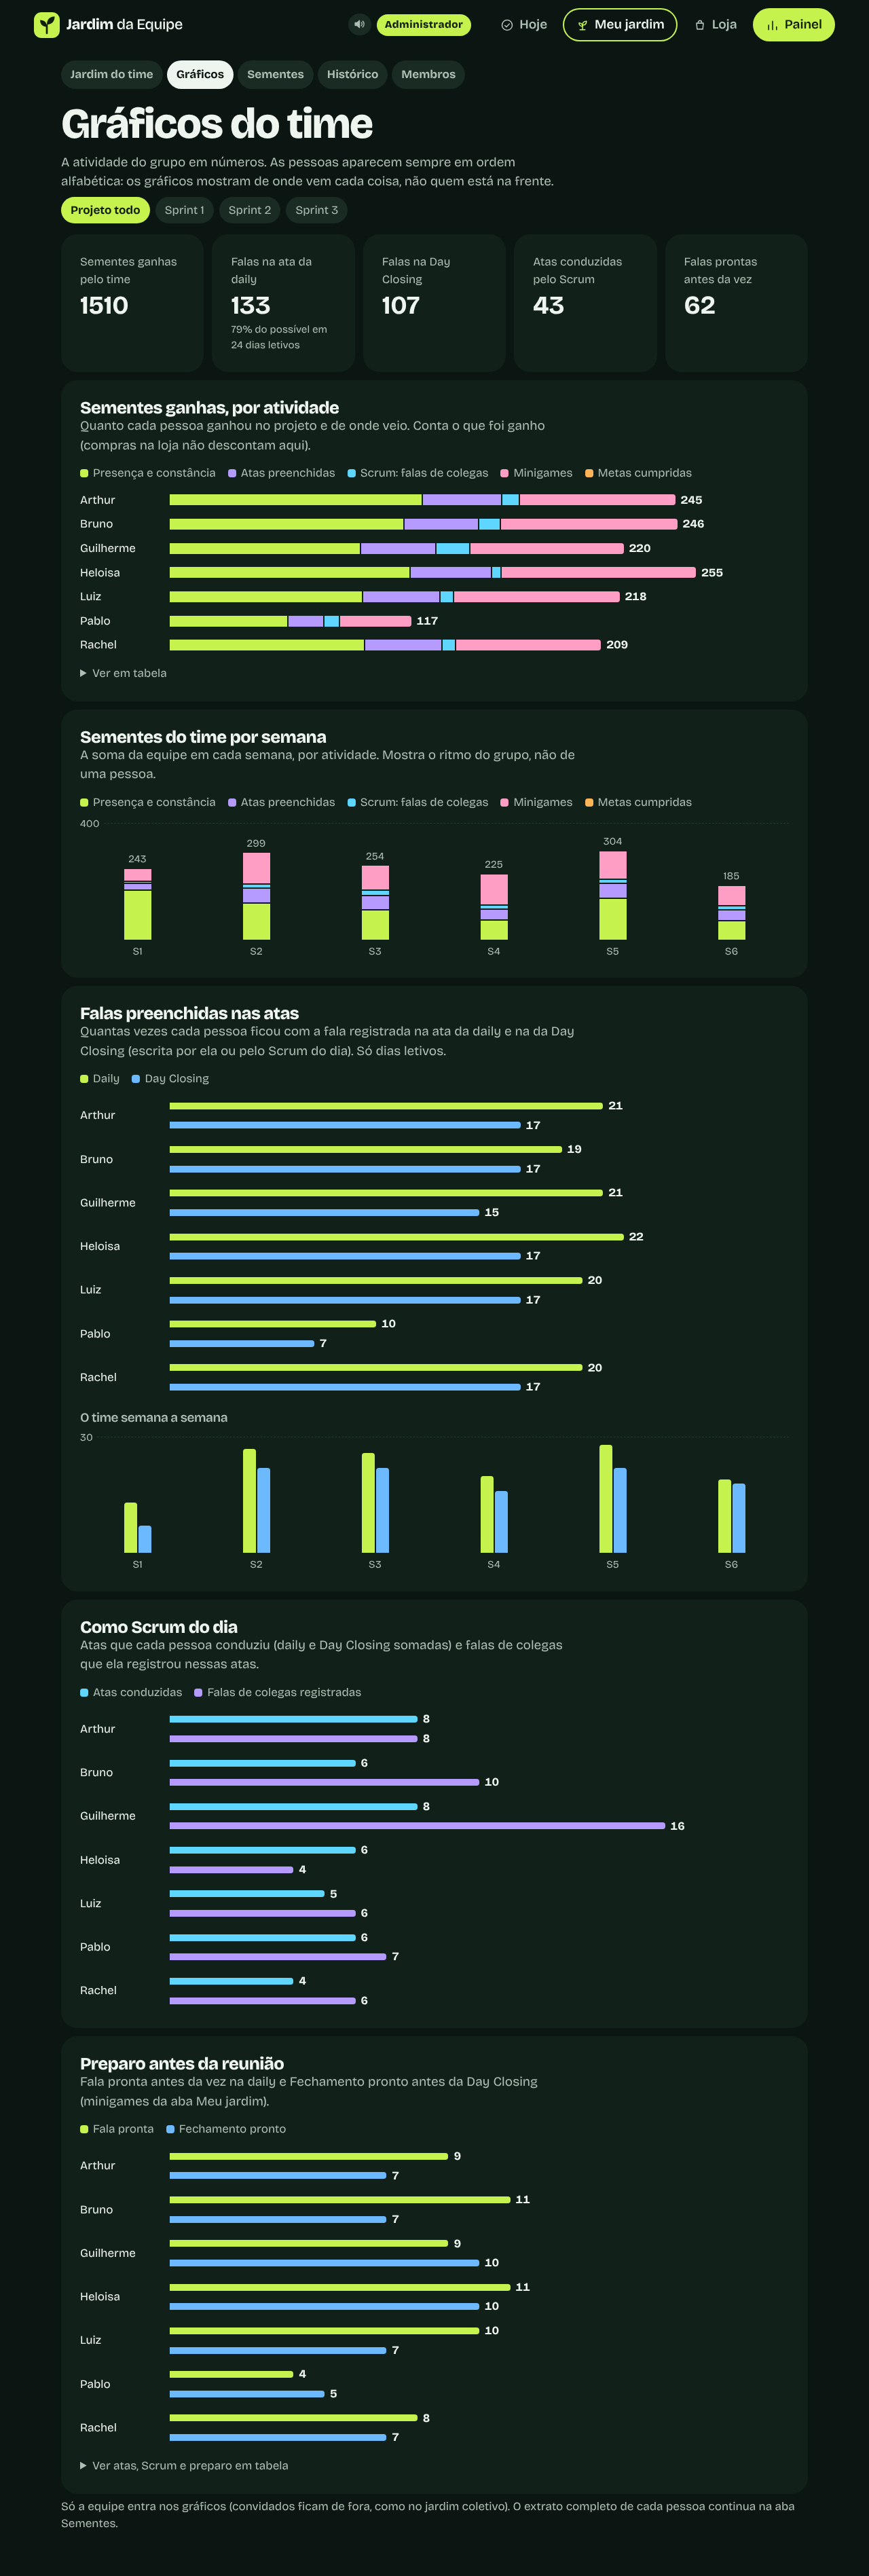 Jardim da Equipe
Administrador
Hoje
Meu jardim
Loja
Painel
Jardim do time
Gráficos
Sementes
Histórico
Membros
Gráficos do time
A atividade do grupo em números. As pessoas aparecem sempre em ordem
alfabética: os gráficos mostram de onde vem cada coisa, não quem está na frente.
Projeto todo
Sprint 1
Sprint 2
Sprint 3
Sementes ganhas
pelo time
1510
Falas na ata da
daily
133
79% do possível em
24 dias letivos
Falas na Day
Closing
107
Atas conduzidas
pelo Scrum
43
Falas prontas
antes da vez
62
Sementes ganhas, por atividade
Quanto cada pessoa ganhou no projeto e de onde veio. Conta o que foi ganho
(compras na loja não descontam aqui).
Presença e constância
Atas preenchidas
Scrum: falas de colegas
Minigames
Metas cumpridas
Arthur
245
Bruno
246
Guilherme
220
Heloisa
255
Luiz
218
Pablo
117
Rachel
209
Ver em tabela
Sementes do time por semana
A soma da equipe em cada semana, por atividade. Mostra o ritmo do grupo, não de
uma pessoa.
Presença e constância
Atas preenchidas
Scrum: falas de colegas
Minigames
Metas cumpridas
400
243
299
254
225
304
185
S1
S2
S3
S4
S5
S6
Falas preenchidas nas atas
Quantas vezes cada pessoa ficou com a fala registrada na ata da daily e na da Day
Closing (escrita por ela ou pelo Scrum do dia). Só dias letivos.
Daily
Day Closing
Arthur
21
17
Bruno
19
17
Guilherme
21
15
Heloisa
22
17
Luiz
20
17
Pablo
10
7
Rachel
20
17
O time semana a semana
30
S1
S2
S3
S4
S5
S6
Como Scrum do dia
Atas que cada pessoa conduziu (daily e Day Closing somadas) e falas de colegas
que ela registrou nessas atas.
Atas conduzidas
Falas de colegas registradas
Arthur
8
8
Bruno
6
10
Guilherme
8
16
Heloisa
6
4
Luiz
5
6
Pablo
6
7
Rachel
4
6
Preparo antes da reunião
Fala pronta antes da vez na daily e Fechamento pronto antes da Day Closing
(minigames da aba Meu jardim).
Fala pronta
Fechamento pronto
Arthur
9
7
Bruno
11
7
Guilherme
9
10
Heloisa
11
10
Luiz
10
7
Pablo
4
5
Rachel
8
7
Ver atas, Scrum e preparo em tabela
Só a equipe entra nos gráficos (convidados ficam de fora, como no jardim coletivo). O extrato completo de cada pessoa continua na aba
Sementes.